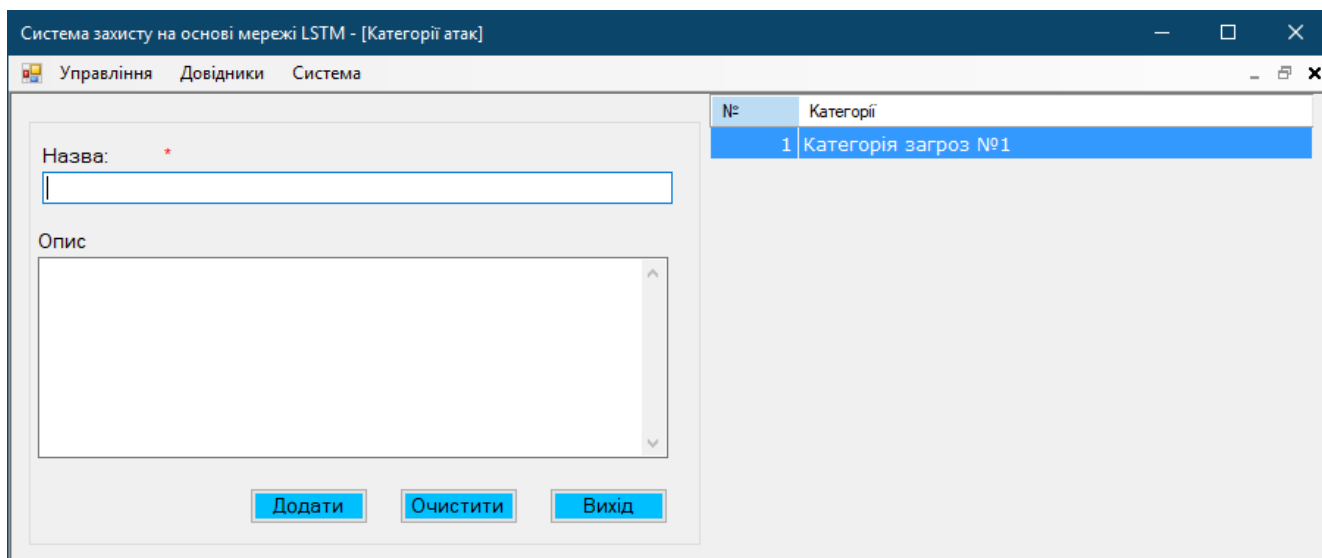 Система захисту на основі мережі LSTM - [Категорії атак]
Управління Довідники Система
№ Категорії
1 Категорія загроз №1
Назва: *
Опис
Додати Очистити Вихід